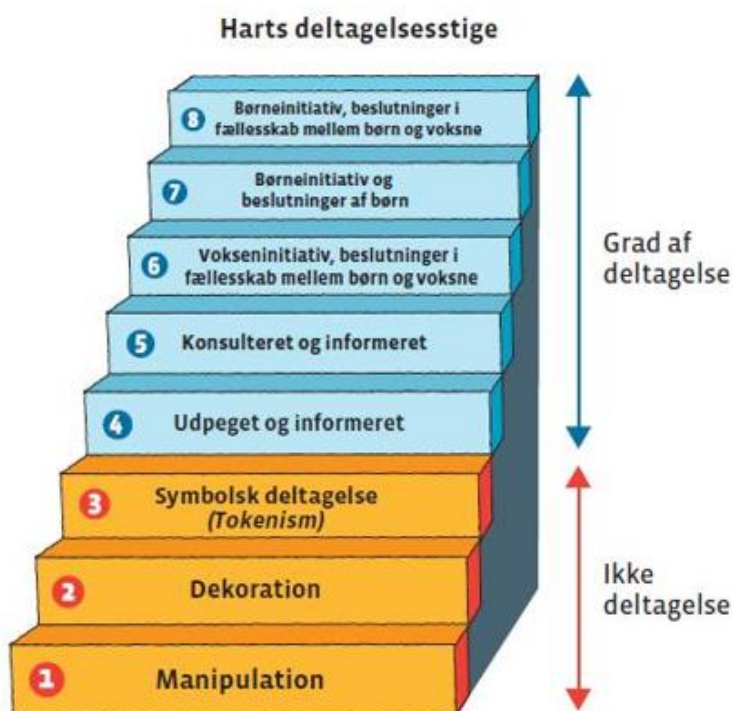 Harts deltagelsesstige
8
Børneinitiativ, beslutninger i
fællesskab mellem børn og voksne
7
Børneinitiativ og
beslutninger af børn
6
Vokseninitiativ, beslutninger i
fællesskab mellem børn og voksne
5
Konsulteret og informeret
4
Udpeget og informeret
3
Symbolsk deltagelse
(Tokenism)
2
Dekoration
1
Manipulation
Grad af
deltagelse
Ikke
deltagelse